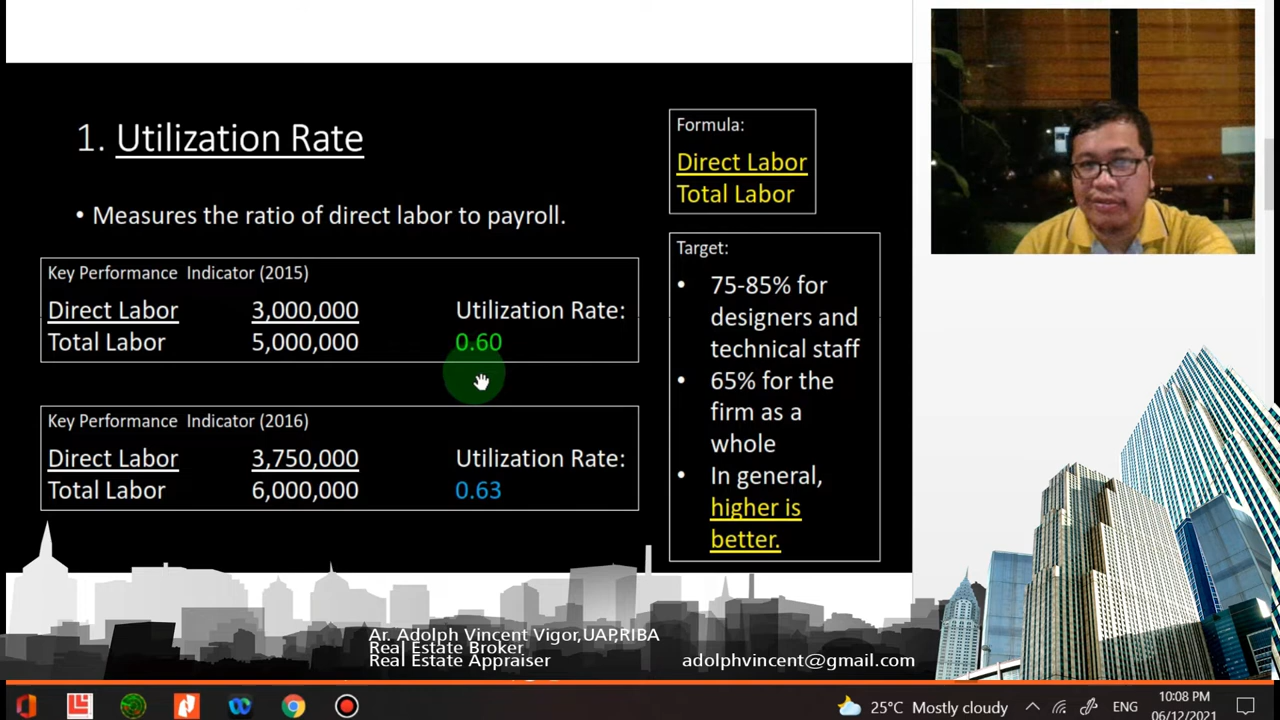 1. Utilization Rate
• Measures the ratio of direct labor to payroll.
Key Performance Indicator (2015)
Direct Labor 3,000,000 Utilization Rate:
Total Labor 5,000,000 0.60
Key Performance Indicator (2016)
Direct Labor 3,750,000 Utilization Rate:
Total Labor 6,000,000 0.63
Formula:
Direct Labor
Total Labor
Target:
• 75-85% for
designers and
technical staff
• 65% for the
firm as a
whole
• In general,
higher is
better.
Ar. Adolph Vincent Vigor,UAP,RIBA
Real Estate Broker
Real Estate Appraiser
adolphvincent@gmail.com
25°C Mostly cloudy
ENG
10:08 PM
06/12/2021